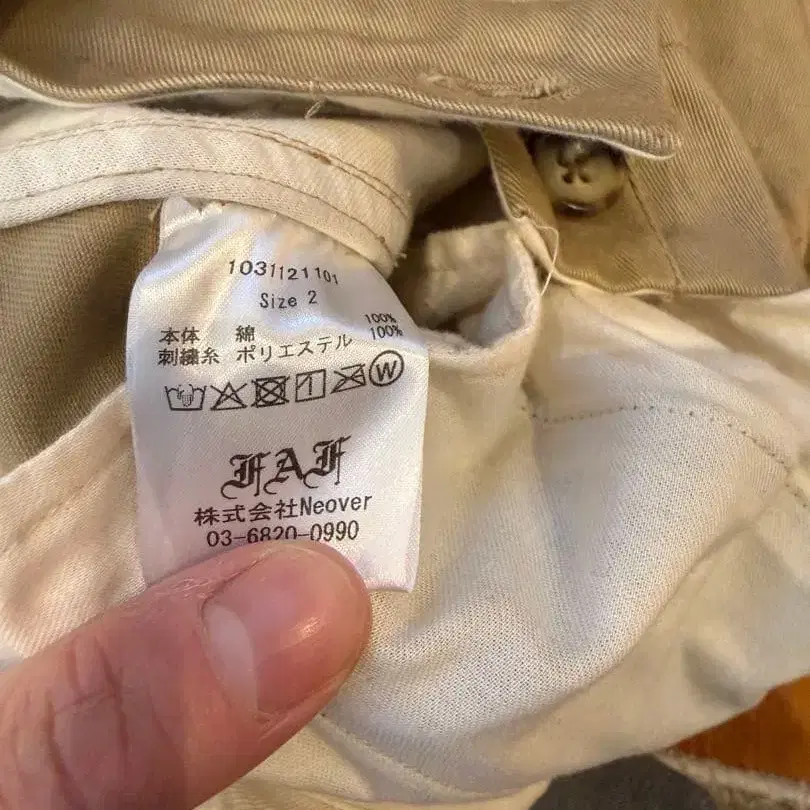 1031121101
Size 2
本体 綿 100%
刺繍糸 ポリエステル 100%
W
FAF
株式会社Neover
03-6820-0990